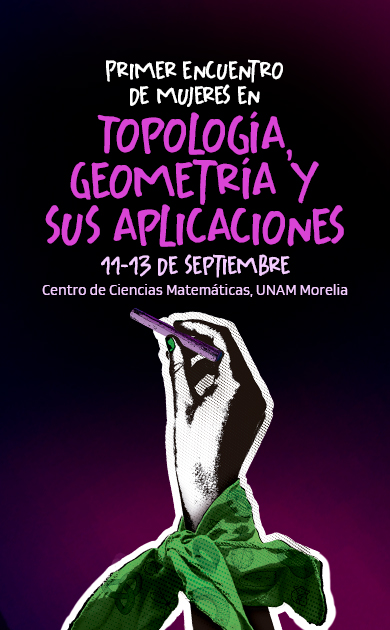 PRIMER ENCUENTRO
DE MUJERES EN
TOPOLOGÍA,
GEOMETRÍA Y
SUS APLICACIONES
11-13 DE SEPTIEMBRE
Centro de Ciencias Matemáticas, UNAM Morelia